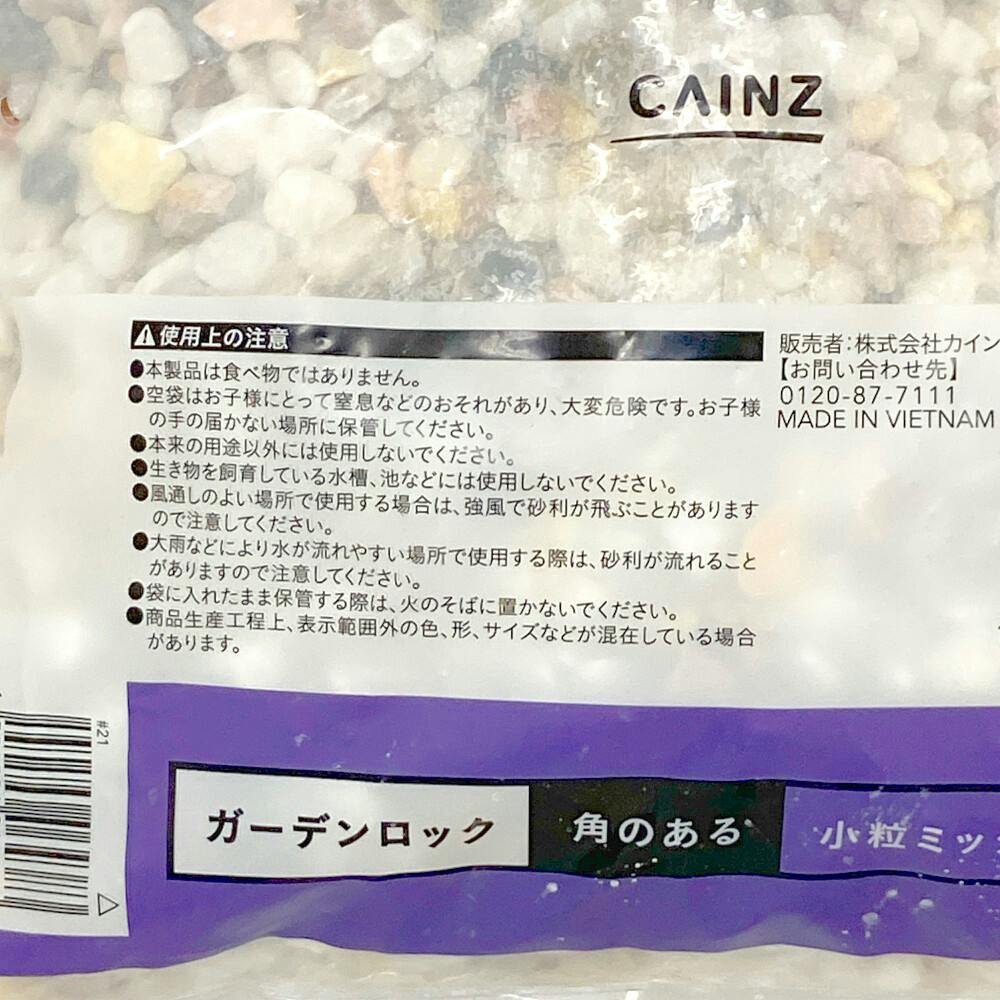 CAINZ
⚠使用上の注意
●本製品は食べ物ではありません。
●空袋はお子様にとって窒息などのおそれがあり、大変危険です。お子様
の手の届かない場所に保管してください。
●本来の用途以外には使用しないでください。
●生き物を飼育している水槽、池などには使用しないでください。
●風通しのよい場所で使用する場合は、強風で砂利が飛ぶことがあります
ので注意してください。
●大雨などにより水が流れやすい場所で使用する際は、砂利が流れること
がありますので注意してください。
●袋に入れたまま保管する際は、火のそばに置かないでください。
●商品生産工程上、表示範囲外の色、形、サイズなどが混在している場合
があります。
販売者:株式会社カイン
【お問い合わせ先】
0120-87-7111
MADE IN VIETNAM
#21
ガーデンロック 角のある 小粒ミッ